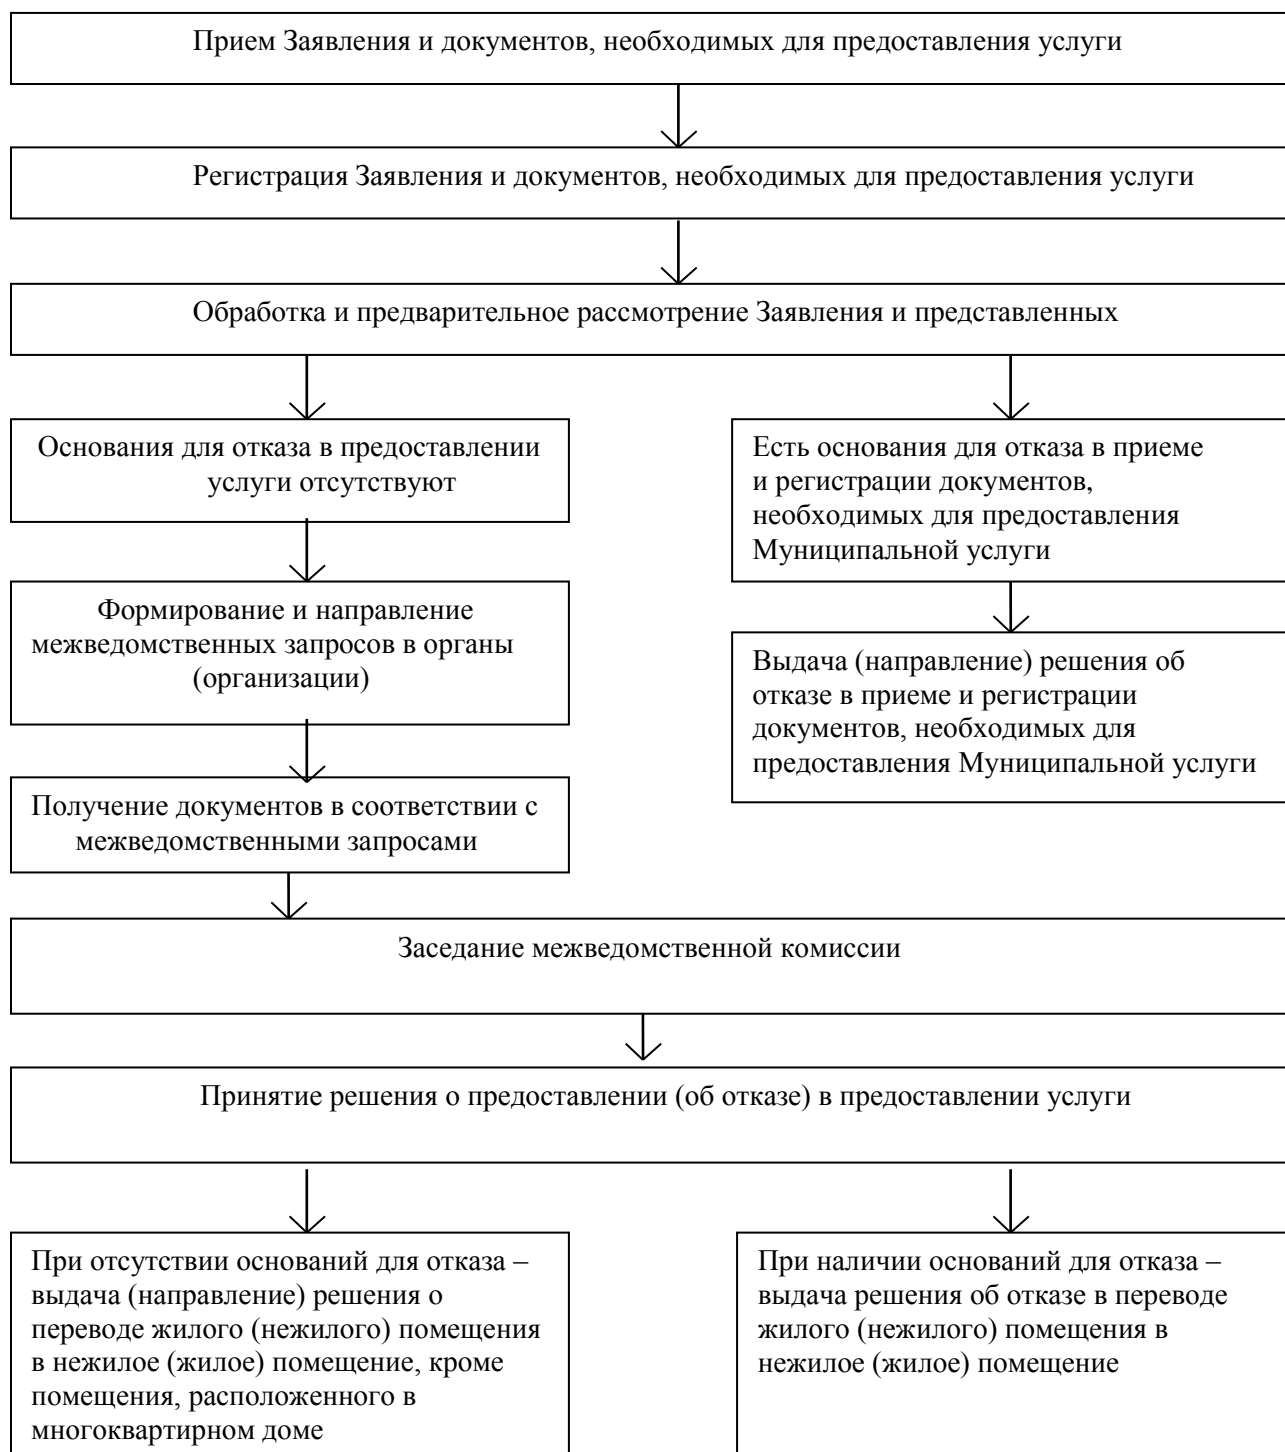 Прием Заявления и документов, необходимых для предоставления услуги
Регистрация Заявления и документов, необходимых для предоставления услуги
Обработка и предварительное рассмотрение Заявления и представленных
Основания для отказа в предоставлении
услуги отсутствуют
Есть основания для отказа в приеме
и регистрации документов,
необходимых для предоставления
Муниципальной услуги
Формирование и направление
межведомственных запросов в органы
(организации)
Выдача (направление) решения об
отказе в приеме и регистрации
документов, необходимых для
предоставления Муниципальной услуги
Получение документов в соответствии с
межведомственными запросами
Заседание межведомственной комиссии
Принятие решения о предоставлении (об отказе) в предоставлении услуги
При отсутствии оснований для отказа –
выдача (направление) решения о
переводе жилого (нежилого) помещения
в нежилое (жилое) помещение, кроме
помещения, расположенного в
многоквартирном доме
При наличии оснований для отказа –
выдача решения об отказе в переводе
жилого (нежилого) помещения в
нежилое (жилое) помещение